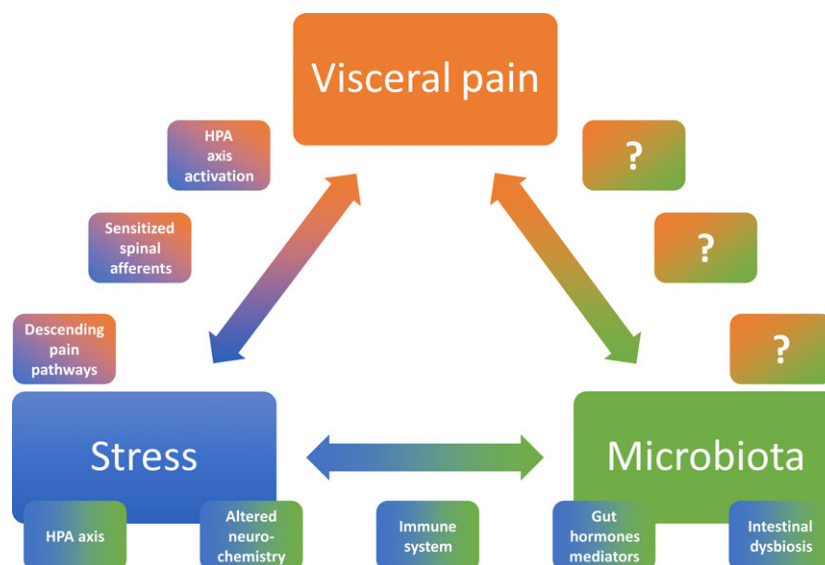 Visceral pain
HPA
axis
activation
?
Sensitized
spinal
afferents
?
Descending
pain
pathways
?
Stress
Microbiota
HPA axis
Altered
neuro-
chemistry
Immune
system
Gut
hormones
mediators
Intestinal
dysbiosis